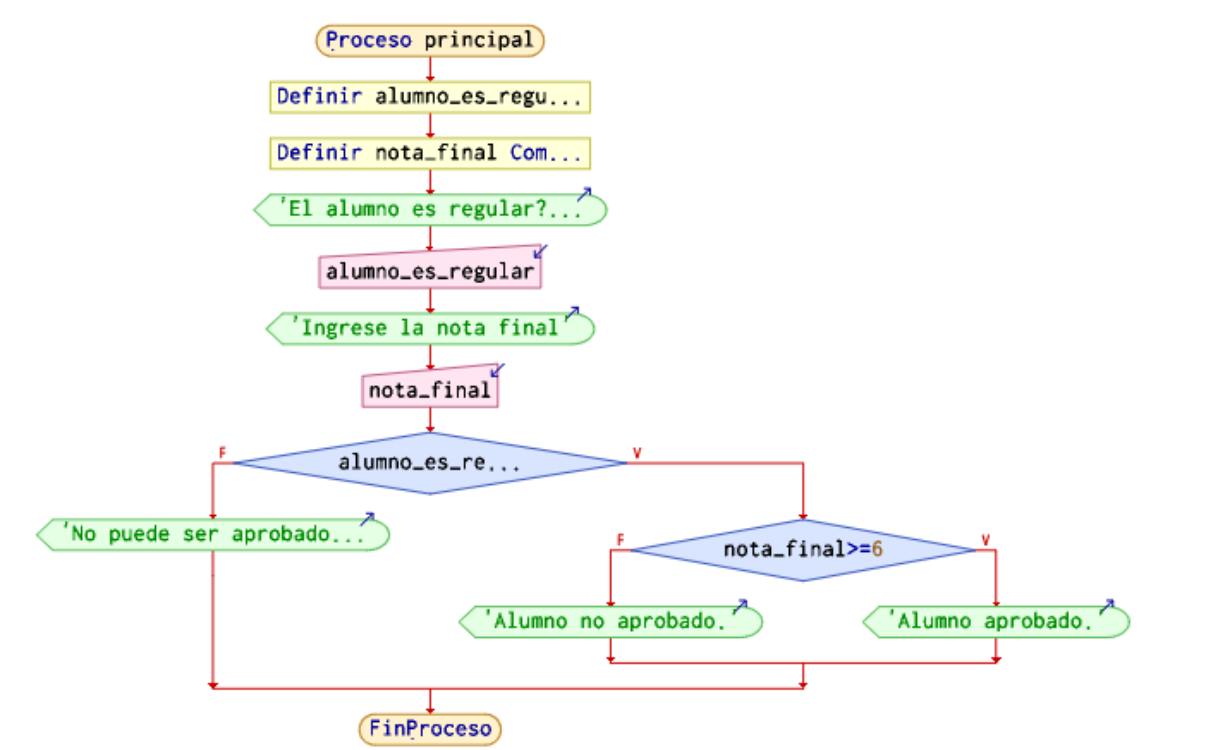 Proceso principal
Definir alumno_es_regu...
Definir nota_final Com...
'El alumno es regular?...
alumno_es_regular
'Ingrese la nota final'
nota_final
F
alumno_es_re...
V
'No puede ser aprobado...
F
nota_final>=6
V
'Alumno no aprobado.
'Alumno aprobado.
FinProceso